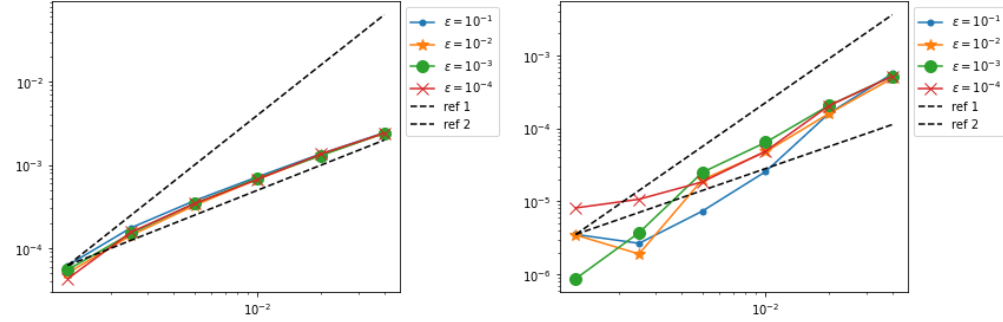 10⁻²
10⁻³
10⁻⁴
10⁻²
ε = 10⁻¹
ε = 10⁻²
ε = 10⁻³
ε = 10⁻⁴
ref 1
ref 2
10⁻³
10⁻⁴
10⁻⁵
10⁻⁶
10⁻²
ε = 10⁻¹
ε = 10⁻²
ε = 10⁻³
ε = 10⁻⁴
ref 1
ref 2